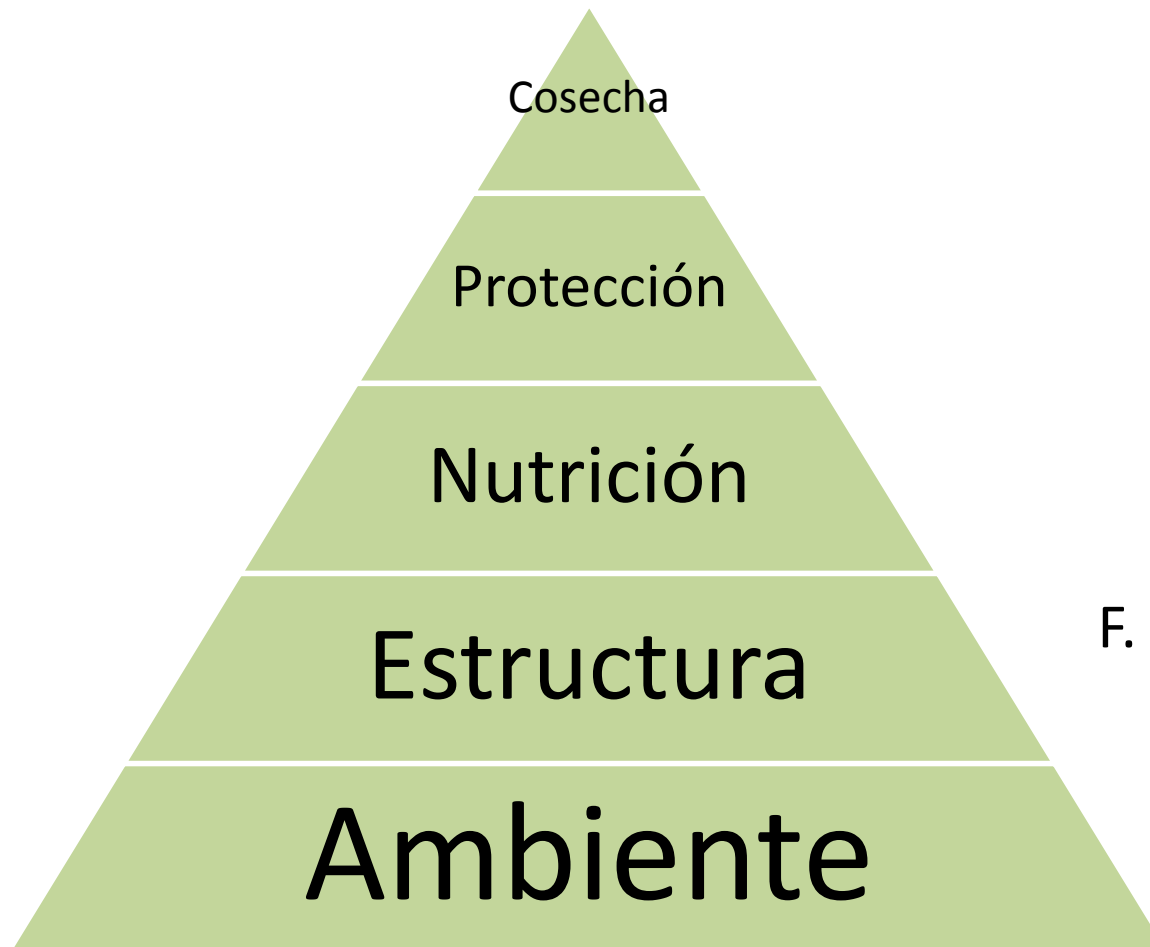 Cosecha
Protección
Nutrición
Estructura
F.
Ambiente